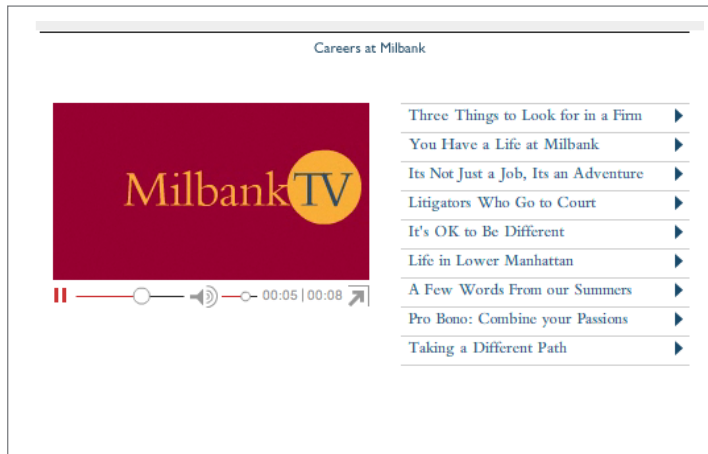 Careers at Milbank
MilbankTV
00:05 | 00:08
Three Things to Look for in a Firm
You Have a Life at Milbank
Its Not Just a Job, Its an Adventure
Litigators Who Go to Court
It's OK to Be Different
Life in Lower Manhattan
A Few Words From our Summers
Pro Bono: Combine your Passions
Taking a Different Path